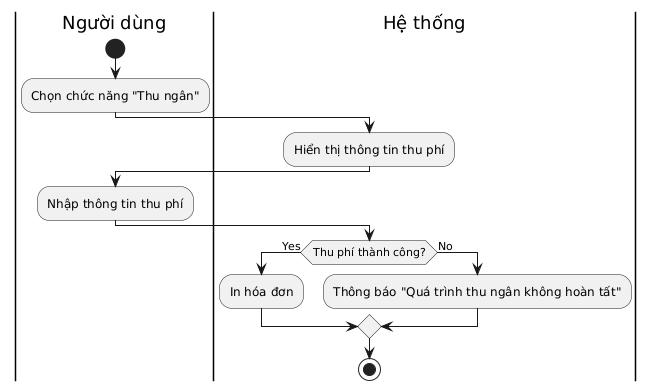 Người dùng
Hệ thống
Chọn chức năng "Thu ngân"
Hiển thị thông tin thu phí
Nhập thông tin thu phí
Yes
Thu phí thành công?
No
In hóa đơn
Thông báo "Quá trình thu ngân không hoàn tất"